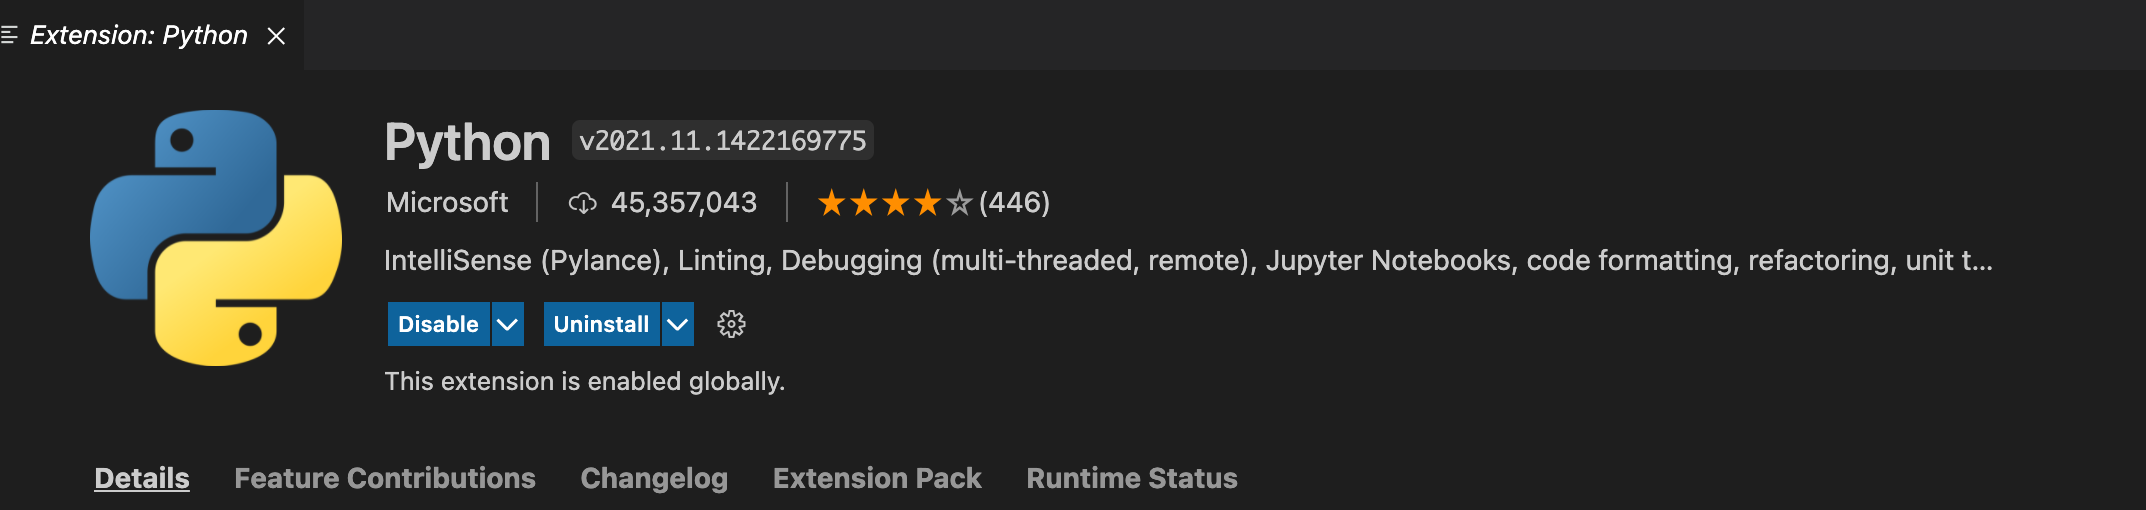 Extension: Python
Python v2021.11.1422169775
Microsoft 45,357,043 (446)
IntelliSense (Pylance), Linting, Debugging (multi-threaded, remote), Jupyter Notebooks, code formatting, refactoring, unit t...
Disable Uninstall
This extension is enabled globally.
Details Feature Contributions Changelog Extension Pack Runtime Status